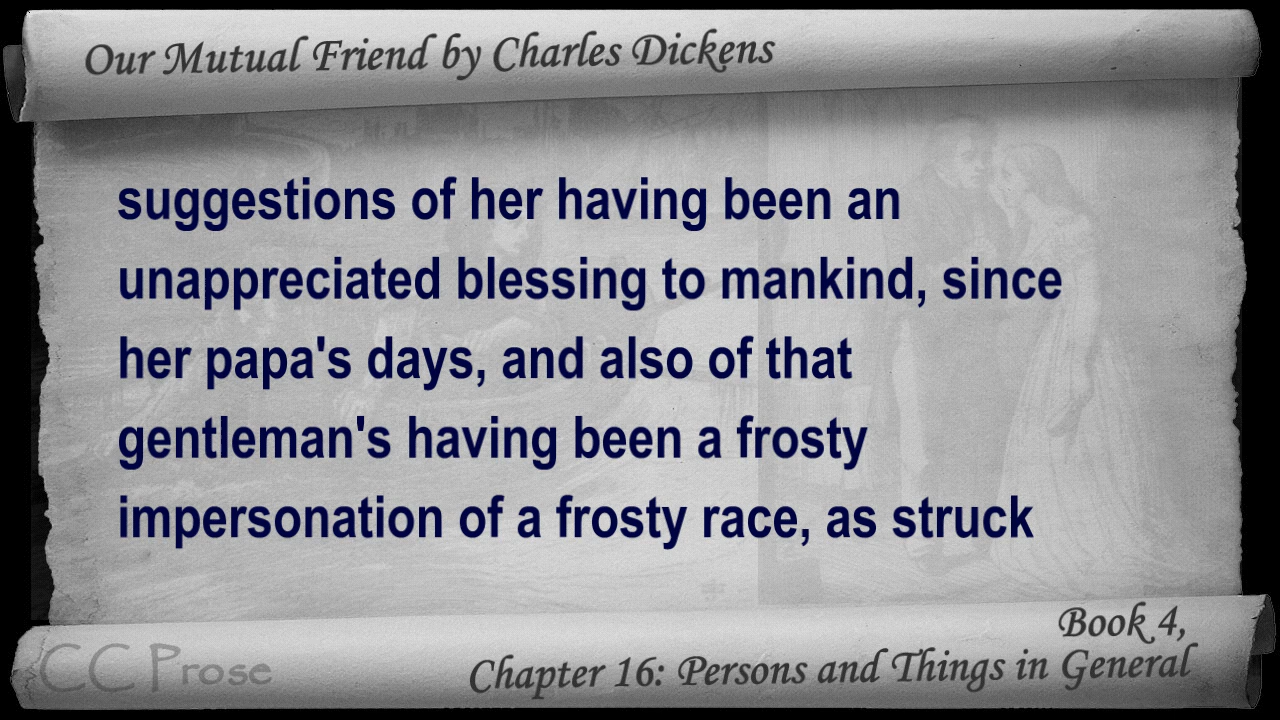 Our Mutual Friend by Charles Dickens
suggestions of her having been an
unappreciated blessing to mankind, since
her papa's days, and also of that
gentleman's having been a frosty
impersonation of a frosty race, as struck
Book 4,
Chapter 16: Persons and Things in General
CC Prose